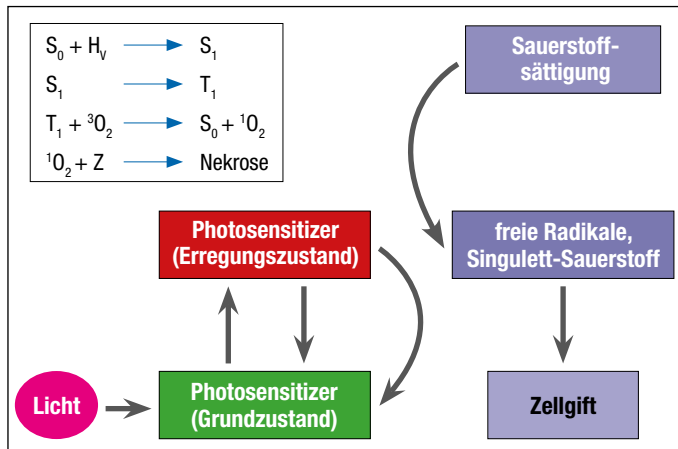 S₀ + Hᵥ → S₁
S₁ → T₁
T₁ + ³O₂ → S₀ + ¹O₂
¹O₂ + Z → Nekrose
Sauerstoff-
sättigung
Photosensitizer
(Erregungszustand)
freie Radikale,
Singulett-Sauerstoff
Licht
Photosensitizer
(Grundzustand)
Zellgift